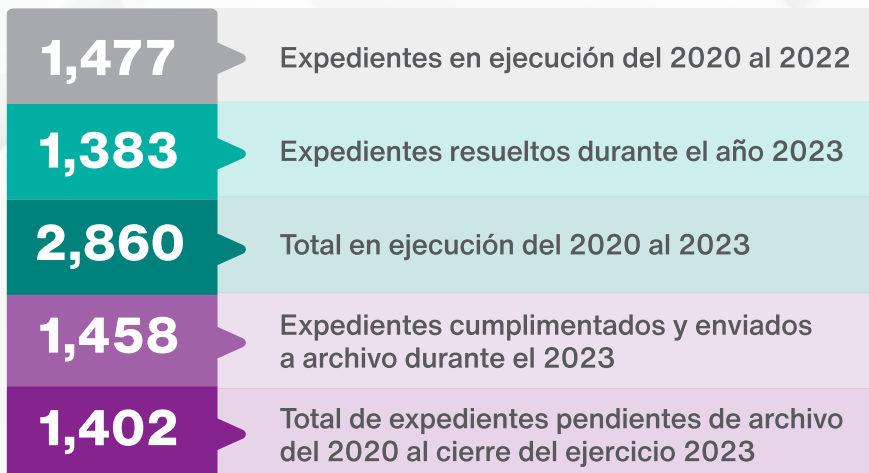 1,477
Expedientes en ejecución del 2020 al 2022
1,383
Expedientes resueltos durante el año 2023
2,860
Total en ejecución del 2020 al 2023
1,458
Expedientes cumplimentados y enviados
a archivo durante el 2023
1,402
Total de expedientes pendientes de archivo
del 2020 al cierre del ejercicio 2023